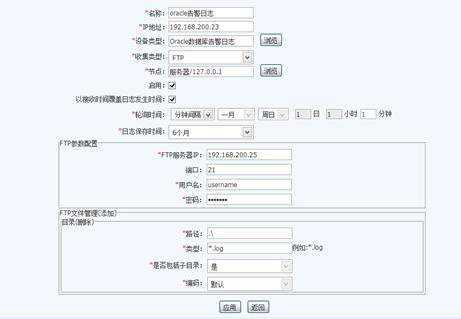 *名称: oracle告警日志
*IP地址: 192.168.200.23
*设备类型: Oracle数据库告警日志 浏览
*收集类型: FTP
*节点: 服务器/127.0.0.1 浏览
启用:
以接收时间覆盖日志发生时间:
*轮询时间: 分钟间隔 一月 周日 1 日 1 小时 1 分钟
*日志保存时间: 6个月
FTP参数配置
*FTP服务器IP: 192.168.200.25
端口: 21
*用户名: username
*密码: •••••••
FTP文件管理(添加)
目录(删除)
*路径: .\
*类型: *.log 例如:*.log
*是否包括子目录: 是
*编码: 默认
应用 返回